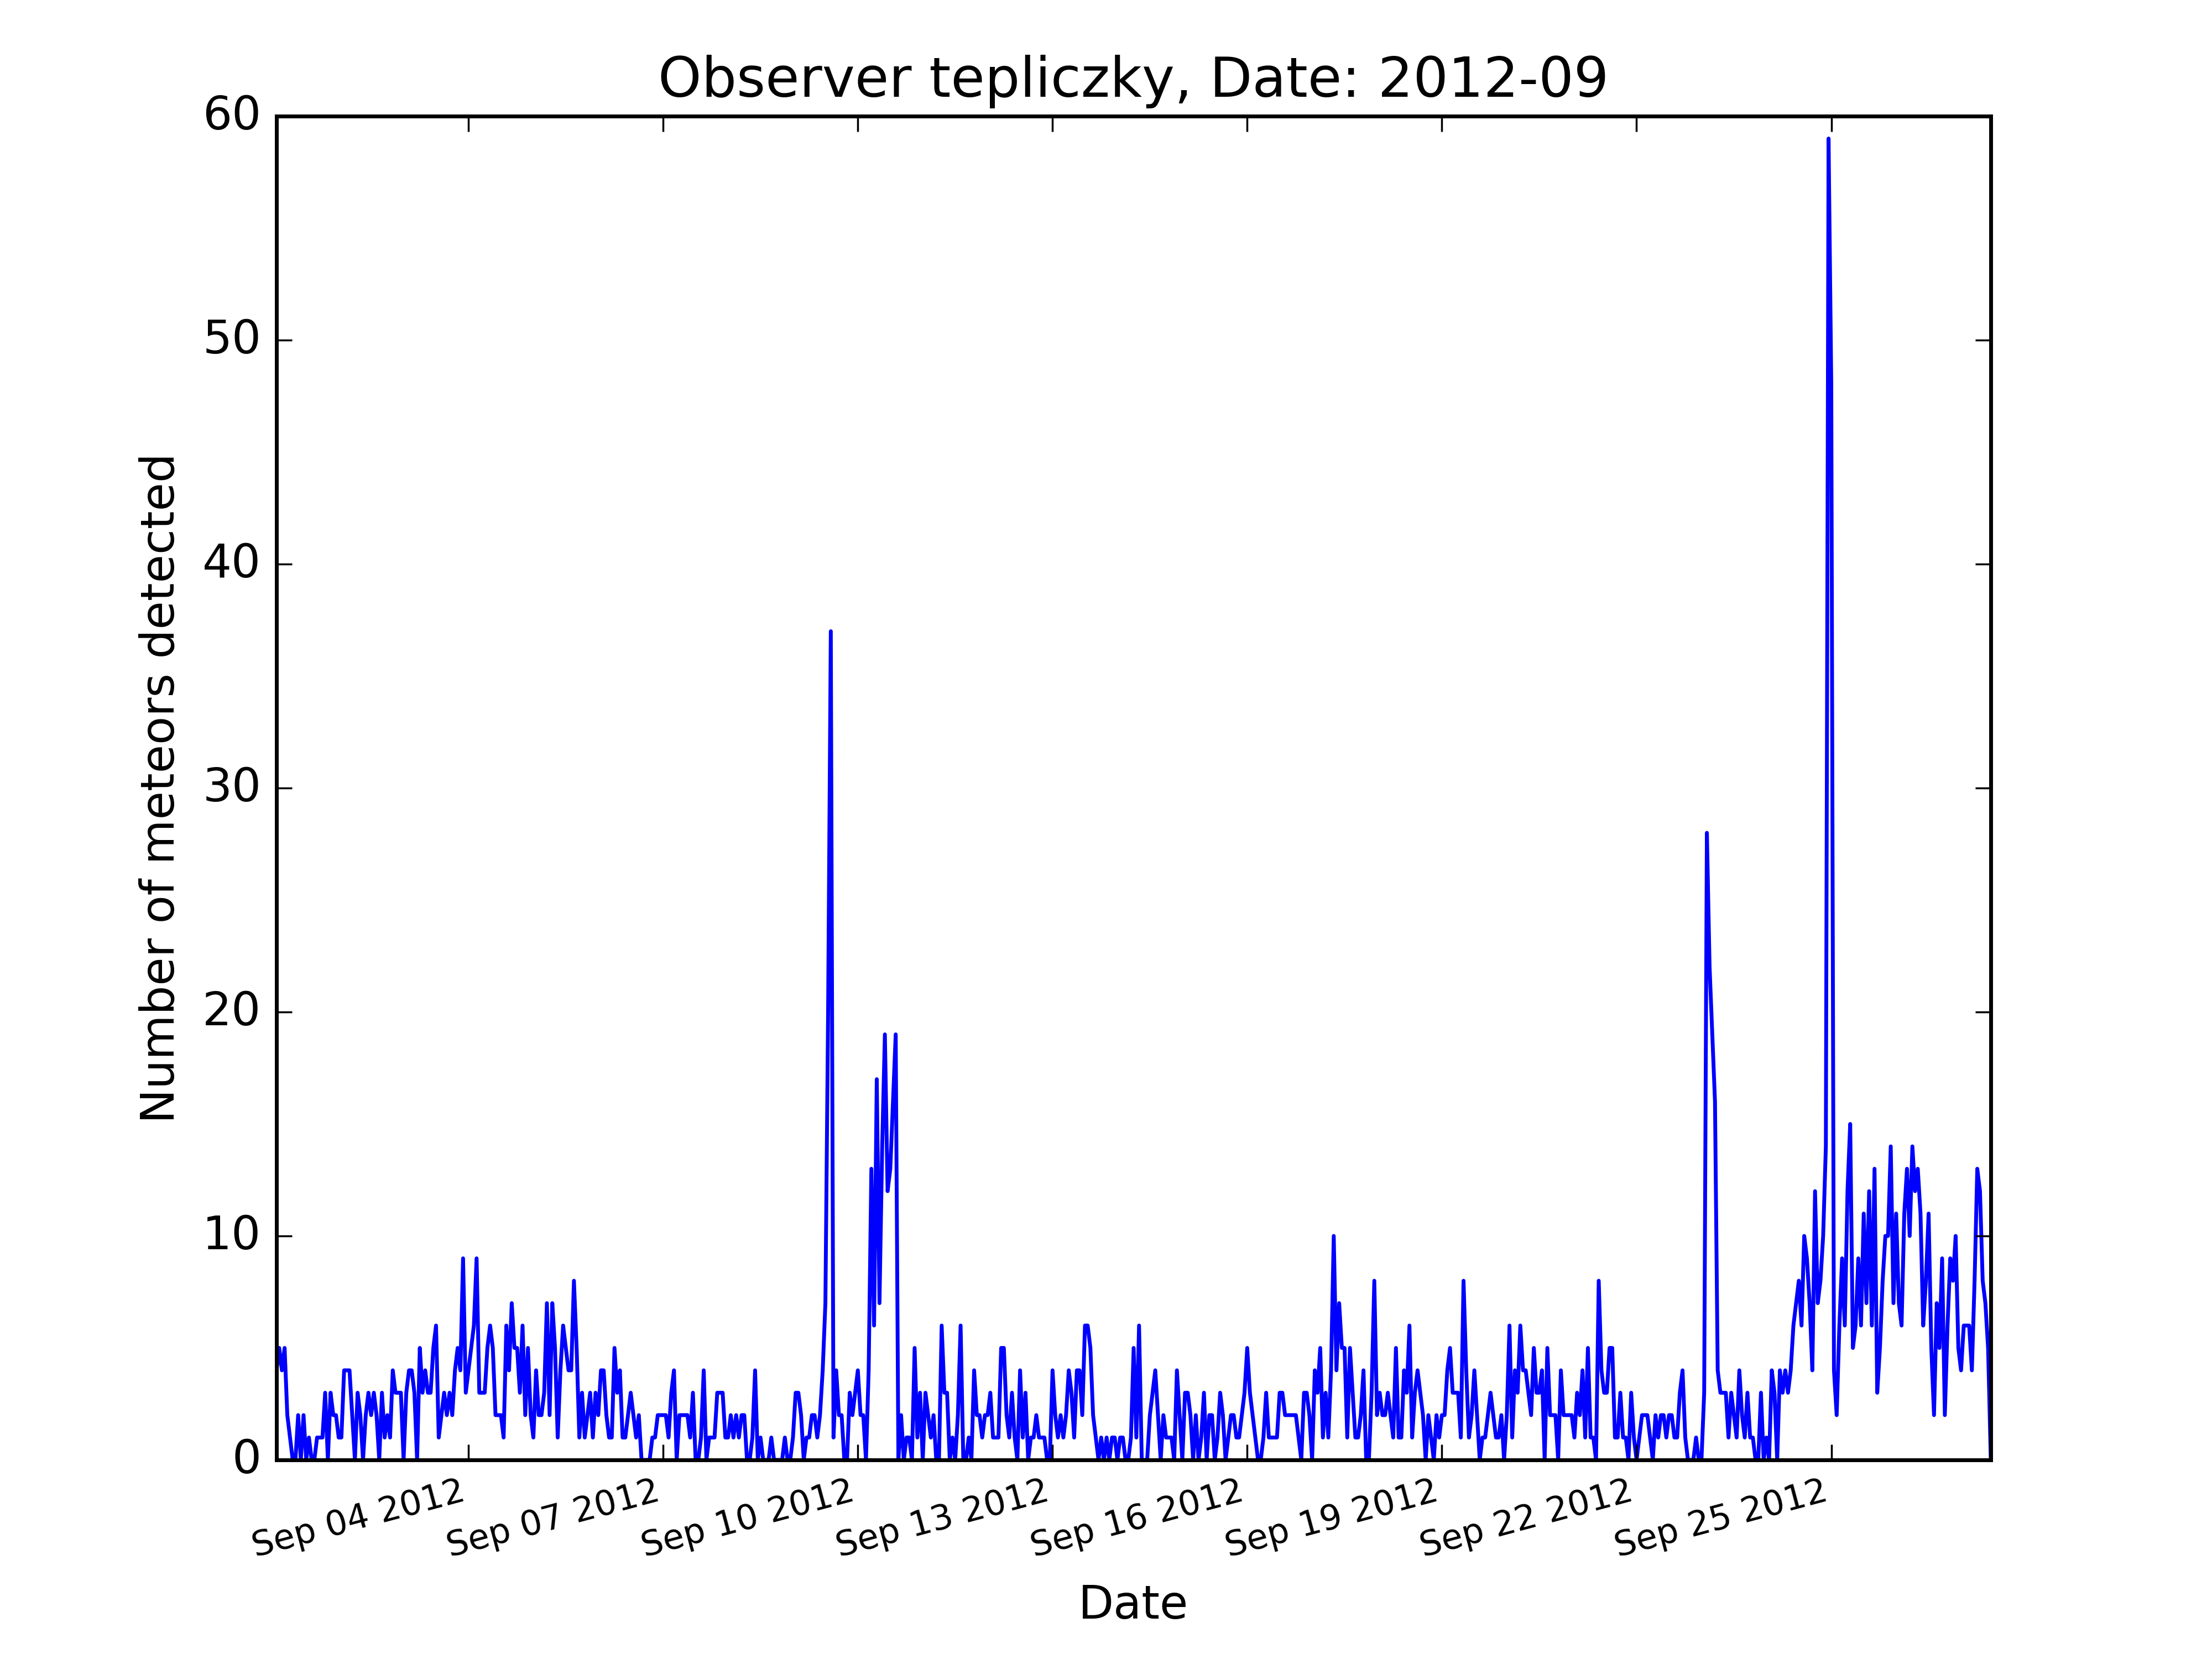 Observer tepliczky, Date: 2012-09
60
50
40
30
20
10
0
Number of meteors detected
Sep 04 2012
Sep 07 2012
Sep 10 2012
Sep 13 2012
Sep 16 2012
Sep 19 2012
Sep 22 2012
Sep 25 2012
Date